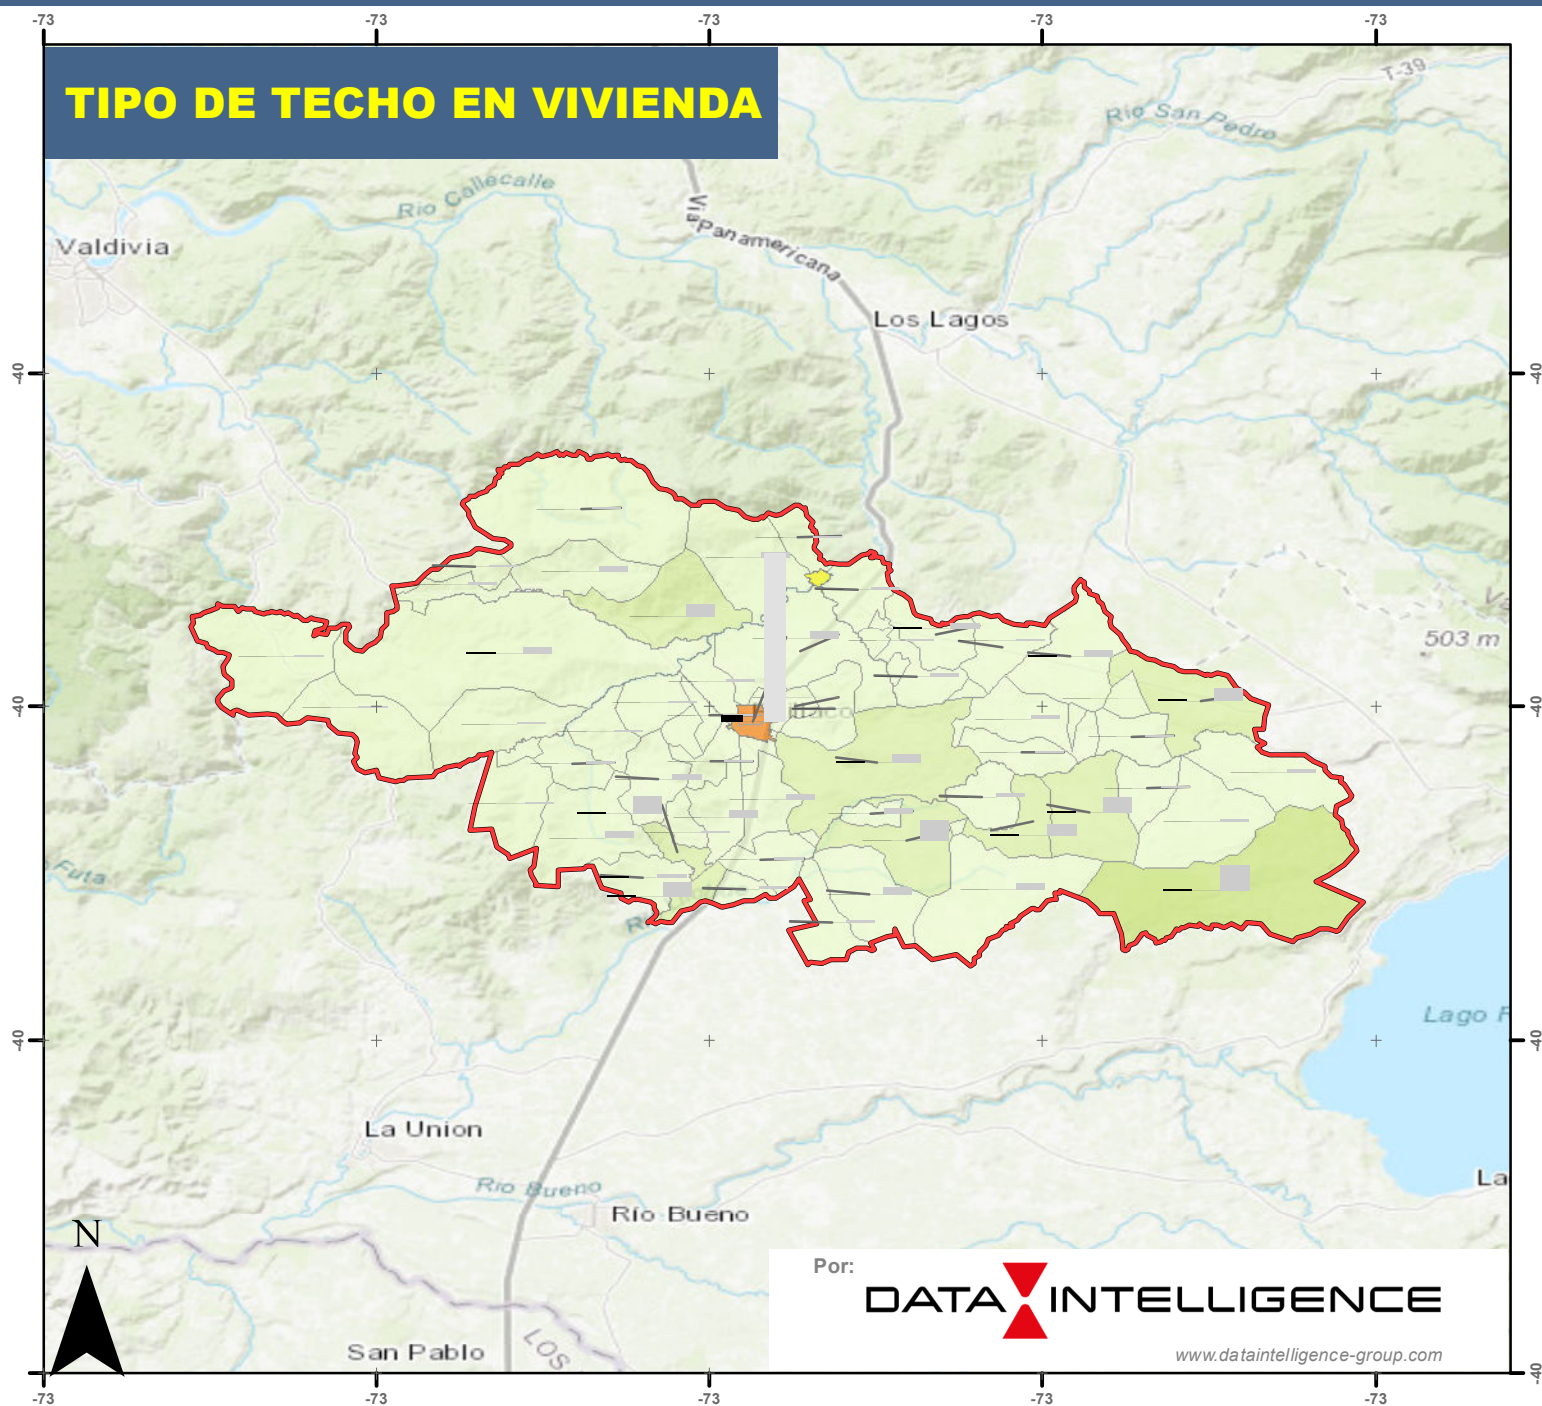 -73 -73 -73 -73 -73
TIPO DE TECHO EN VIVIENDA
T-39
Rio San Pedro
Rio Callecalle
Via Panamericana
Valdivia
Los Lagos
-40 -40
503 m
-40 -40
Futa
Lago
-40 -40
La Union
Rio Bueno
La
Río Bueno
N
Por:
DATA INTELLIGENCE
San Pablo
LOS
www.dataintelligence-group.com
-40
-73 -73 -73 -73 -73